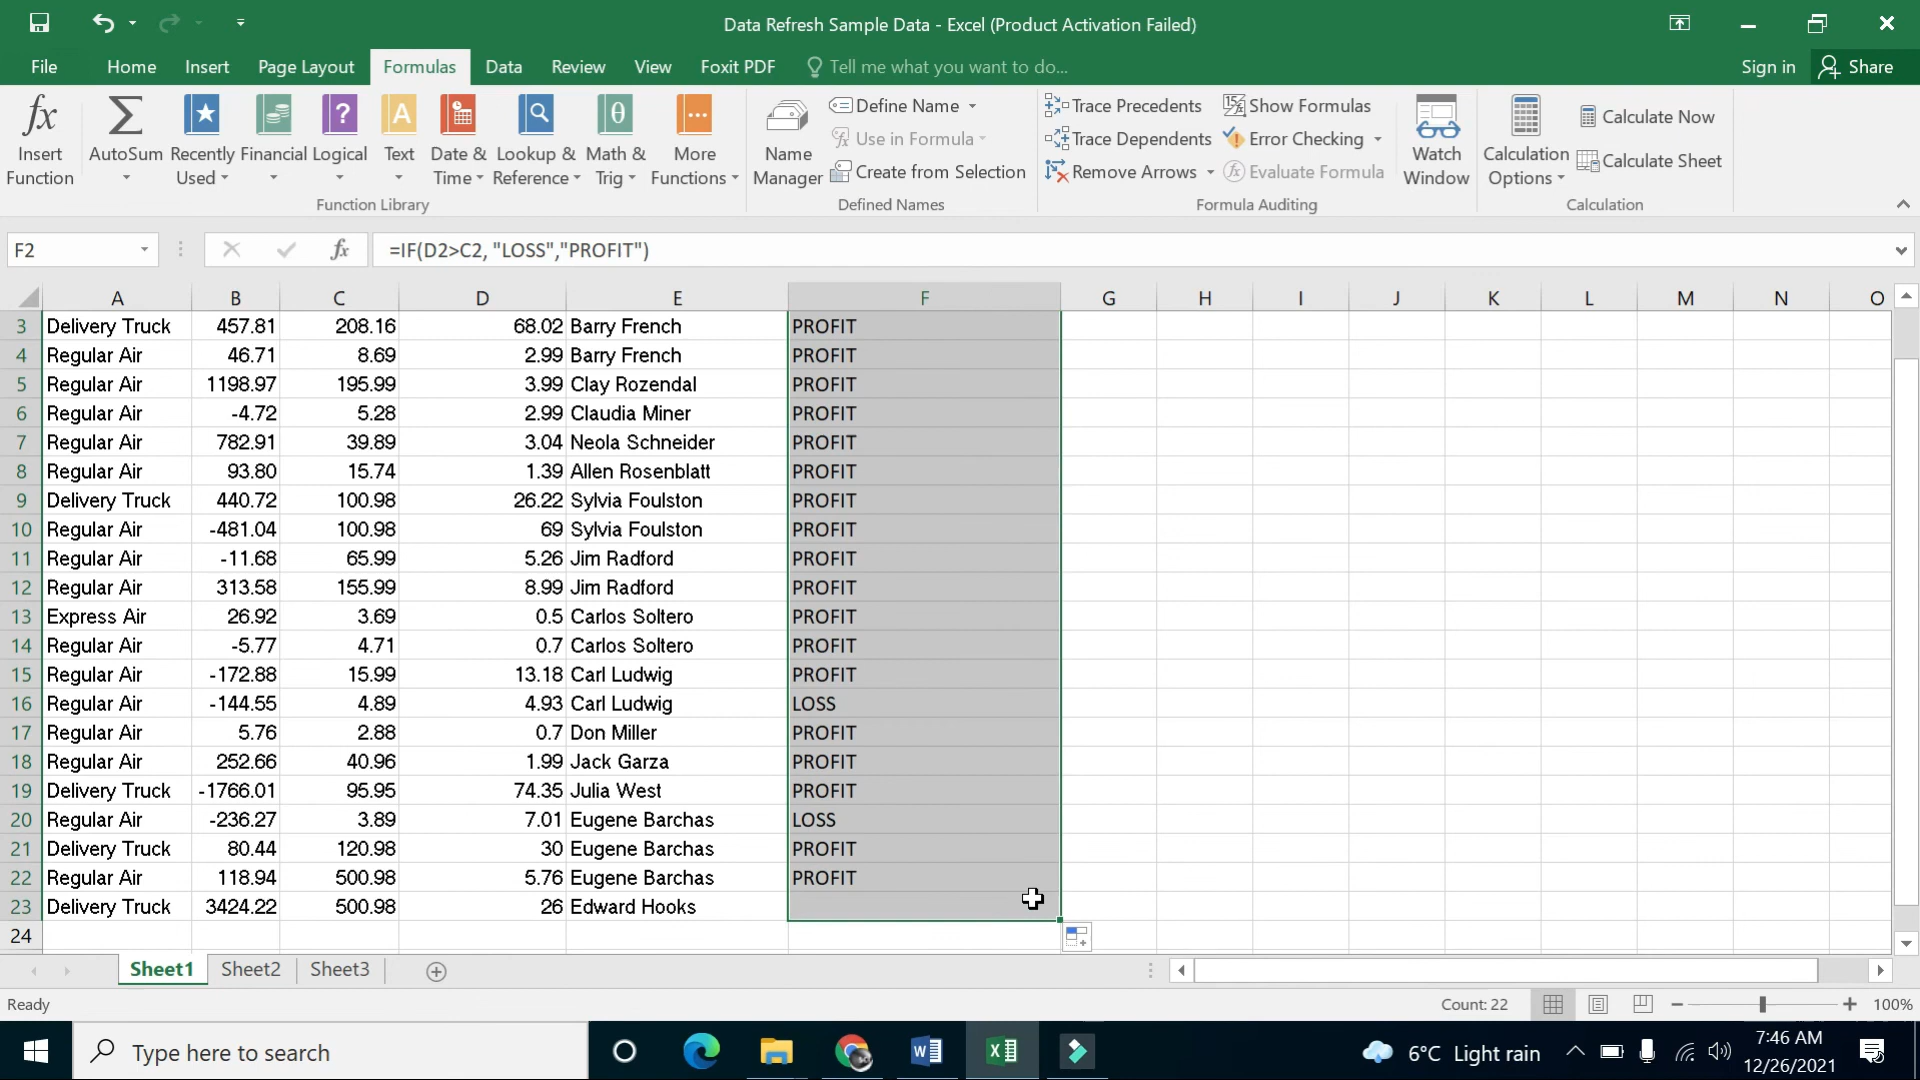 Data Refresh Sample Data - Excel (Product Activation Failed)
File Home Insert Page Layout Formulas Data Review View Foxit PDF Tell me what you want to do... Sign in Share
fx Insert Function
AutoSum
Recently Used
Financial
Logical
Text
Date & Time
Lookup & Reference
Math & Trig
More Functions
Function Library
Name Manager
Define Name
Use in Formula
Create from Selection
Defined Names
Trace Precedents
Trace Dependents
Remove Arrows
Show Formulas
Error Checking
Evaluate Formula
Formula Auditing
Watch Window
Calculation Options
Calculate Now
Calculate Sheet
Calculation
F2 fx =IF(D2>C2, "LOSS","PROFIT")
A B C D E F G H I J K L M N O
3 Delivery Truck 457.81 208.16 68.02 Barry French PROFIT
4 Regular Air 46.71 8.69 2.99 Barry French PROFIT
5 Regular Air 1198.97 195.99 3.99 Clay Rozendal PROFIT
6 Regular Air -4.72 5.28 2.99 Claudia Miner PROFIT
7 Regular Air 782.91 39.89 3.04 Neola Schneider PROFIT
8 Regular Air 93.80 15.74 1.39 Allen Rosenblatt PROFIT
9 Delivery Truck 440.72 100.98 26.22 Sylvia Foulston PROFIT
10 Regular Air -481.04 100.98 69 Sylvia Foulston PROFIT
11 Regular Air -11.68 65.99 5.26 Jim Radford PROFIT
12 Regular Air 313.58 155.99 8.99 Jim Radford PROFIT
13 Express Air 26.92 3.69 0.5 Carlos Soltero PROFIT
14 Regular Air -5.77 4.71 0.7 Carlos Soltero PROFIT
15 Regular Air -172.88 15.99 13.18 Carl Ludwig PROFIT
16 Regular Air -144.55 4.89 4.93 Carl Ludwig LOSS
17 Regular Air 5.76 2.88 0.7 Don Miller PROFIT
18 Regular Air 252.66 40.96 1.99 Jack Garza PROFIT
19 Delivery Truck -1766.01 95.95 74.35 Julia West PROFIT
20 Regular Air -236.27 3.89 7.01 Eugene Barchas LOSS
21 Delivery Truck 80.44 120.98 30 Eugene Barchas PROFIT
22 Regular Air 118.94 500.98 5.76 Eugene Barchas PROFIT
23 Delivery Truck 3424.22 500.98 26 Edward Hooks
24
Sheet1 Sheet2 Sheet3
Ready Count: 22 100%
Type here to search 6°C Light rain 7:46 AM
12/26/2021